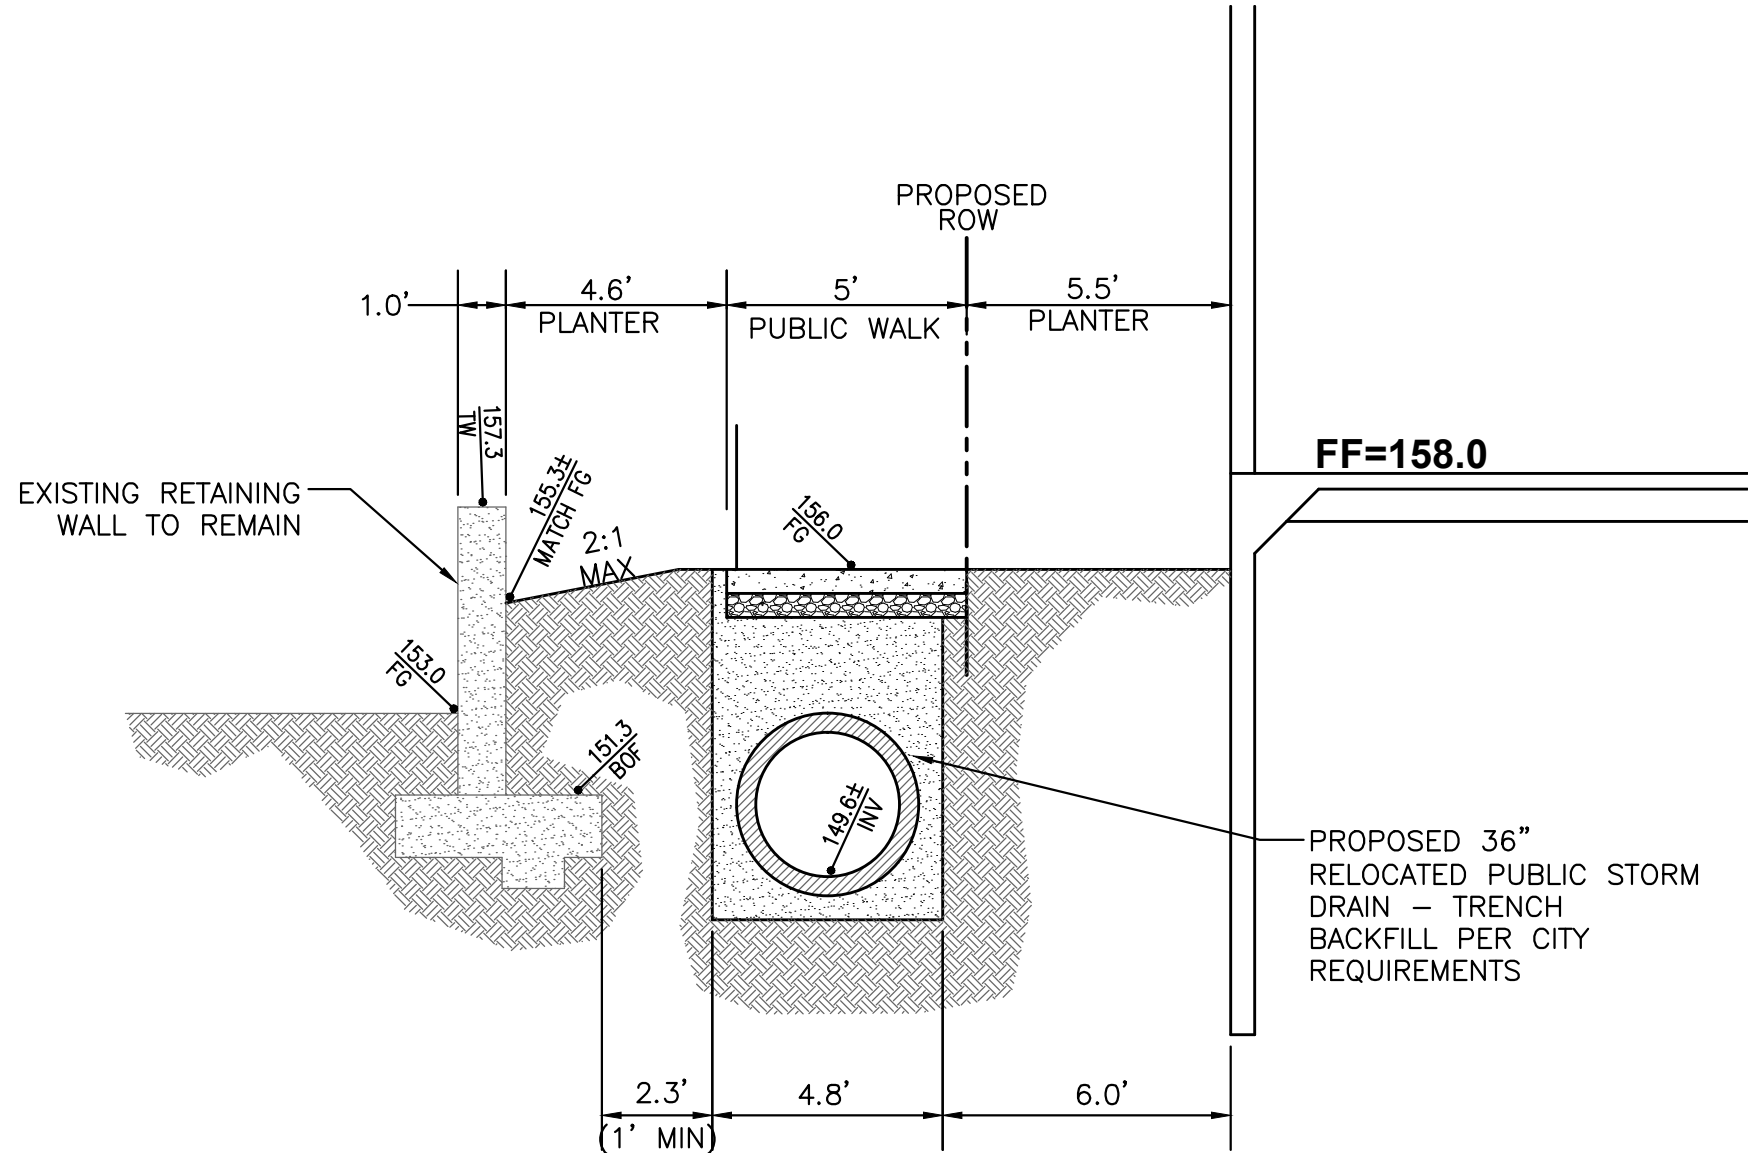 PROPOSED
ROW
1.0’
4.6’
PLANTER
5’
PUBLIC WALK
5.5’
PLANTER
157.3
TW
155.3±
MATCH FG
2:1
MAX
156.0
FG
FF=158.0
EXISTING RETAINING
WALL TO REMAIN
153.0
FG
151.3
BOF
149.6±
INV
PROPOSED 36”
RELOCATED PUBLIC STORM
DRAIN – TRENCH
BACKFILL PER CITY
REQUIREMENTS
2.3’
(1’ MIN)
4.8’
6.0’